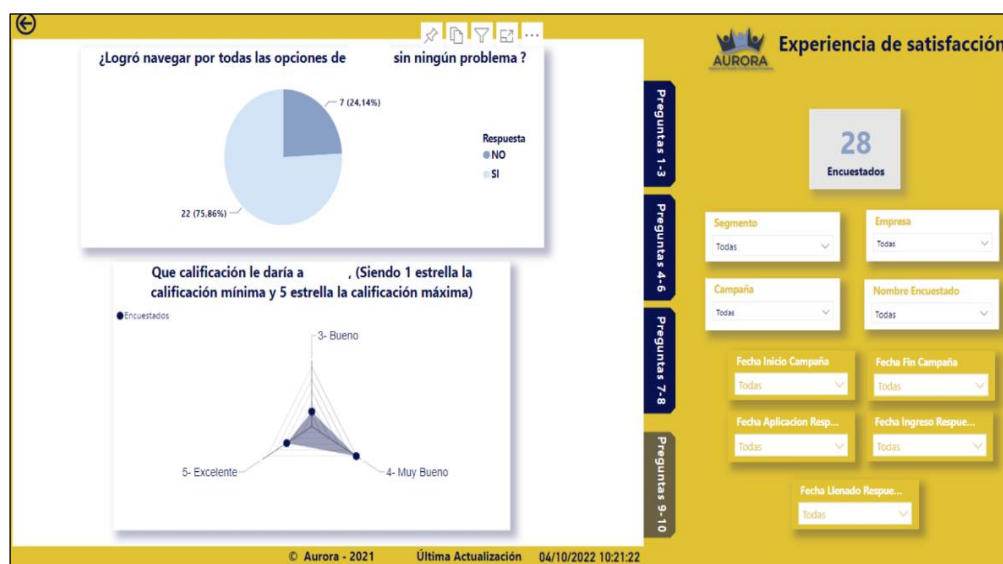 ¿Logró navegar por todas las opciones de sin ningún problema ?
7 (24,14%)
22 (75,86%)
Respuesta
NO
SI
Que calificación le daría a , (Siendo 1 estrella la
calificación mínima y 5 estrella la calificación máxima)
Encuestados
3- Bueno
5- Excelente
4- Muy Bueno
Preguntas 1-3
Preguntas 4-6
Preguntas 7-8
Preguntas 9-10
AURORA
Experiencia de satisfacción
28
Encuestados
Segmento
Todas
Empresa
Todas
Campaña
Todas
Nombre Encuestado
Todas
Fecha Inicio Campaña
Todas
Fecha Fin Campaña
Todas
Fecha Aplicacion Resp...
Todas
Fecha Ingreso Respue...
Todas
Fecha Llenado Respue...
Todas
© Aurora - 2021 Última Actualización 04/10/2022 10:21:22